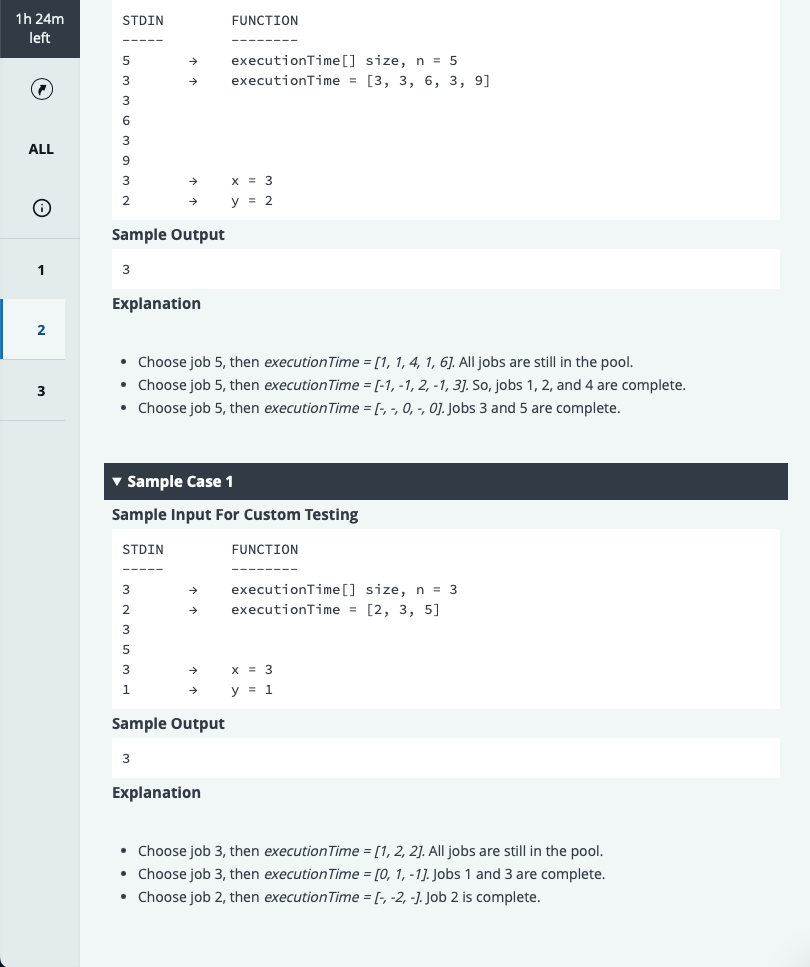 1h 24m
left
ALL
1
2
3
STDIN FUNCTION
----- --------
5 → executionTime[] size, n = 5
3 → executionTime = [3, 3, 6, 3, 9]
3
6
3
9
3 → x = 3
2 → y = 2
Sample Output
3
Explanation
• Choose job 5, then executionTime = [1, 1, 4, 1, 6]. All jobs are still in the pool.
• Choose job 5, then executionTime = [-1, -1, 2, -1, 3]. So, jobs 1, 2, and 4 are complete.
• Choose job 5, then executionTime = [-, -, 0, -, 0]. Jobs 3 and 5 are complete.
▼ Sample Case 1
Sample Input For Custom Testing
STDIN FUNCTION
----- --------
3 → executionTime[] size, n = 3
2 → executionTime = [2, 3, 5]
3
5
3 → x = 3
1 → y = 1
Sample Output
3
Explanation
• Choose job 3, then executionTime = [1, 2, 2]. All jobs are still in the pool.
• Choose job 3, then executionTime = [0, 1, -1]. Jobs 1 and 3 are complete.
• Choose job 2, then executionTime = [-, -2, -]. Job 2 is complete.